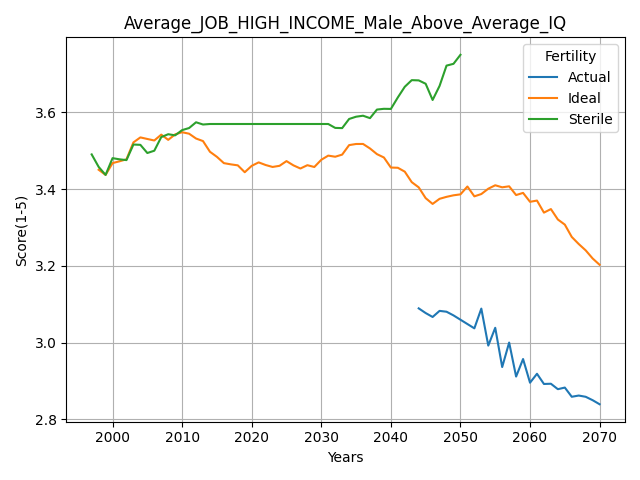 Average_JOB_HIGH_INCOME_Male_Above_Average_IQ
Fertility
Actual
Ideal
Sterile
Score(1-5)
3.6
3.4
3.2
3.0
2.8
2000 2010 2020 2030 2040 2050 2060 2070
Years